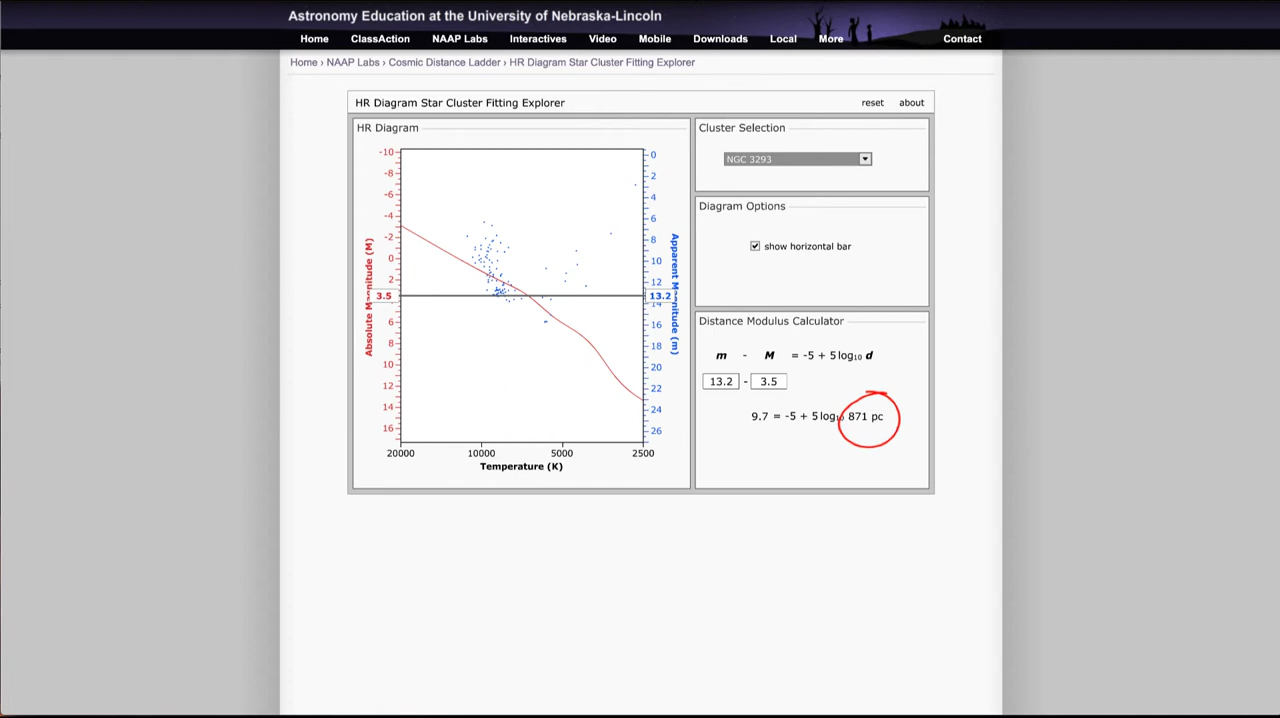 Astronomy Education at the University of Nebraska-Lincoln
Home ClassAction NAAP Labs Interactives Video Mobile Downloads Local More Contact
Home › NAAP Labs › Cosmic Distance Ladder › HR Diagram Star Cluster Fitting Explorer
HR Diagram Star Cluster Fitting Explorer reset about
HR Diagram
-10
-8
-6
-4
-2
0
2
3.5
6
8
10
12
14
16
Absolute Magnitude (M)
0
2
4
6
8
10
12
13.2
14
16
18
20
22
24
26
Apparent Magnitude (m)
20000 10000 5000 2500
Temperature (K)
Cluster Selection
NGC 3293
Diagram Options
show horizontal bar
Distance Modulus Calculator
m - M = -5 + 5 log10 d
13.2 - 3.5
9.7 = -5 + 5 log10 871 pc